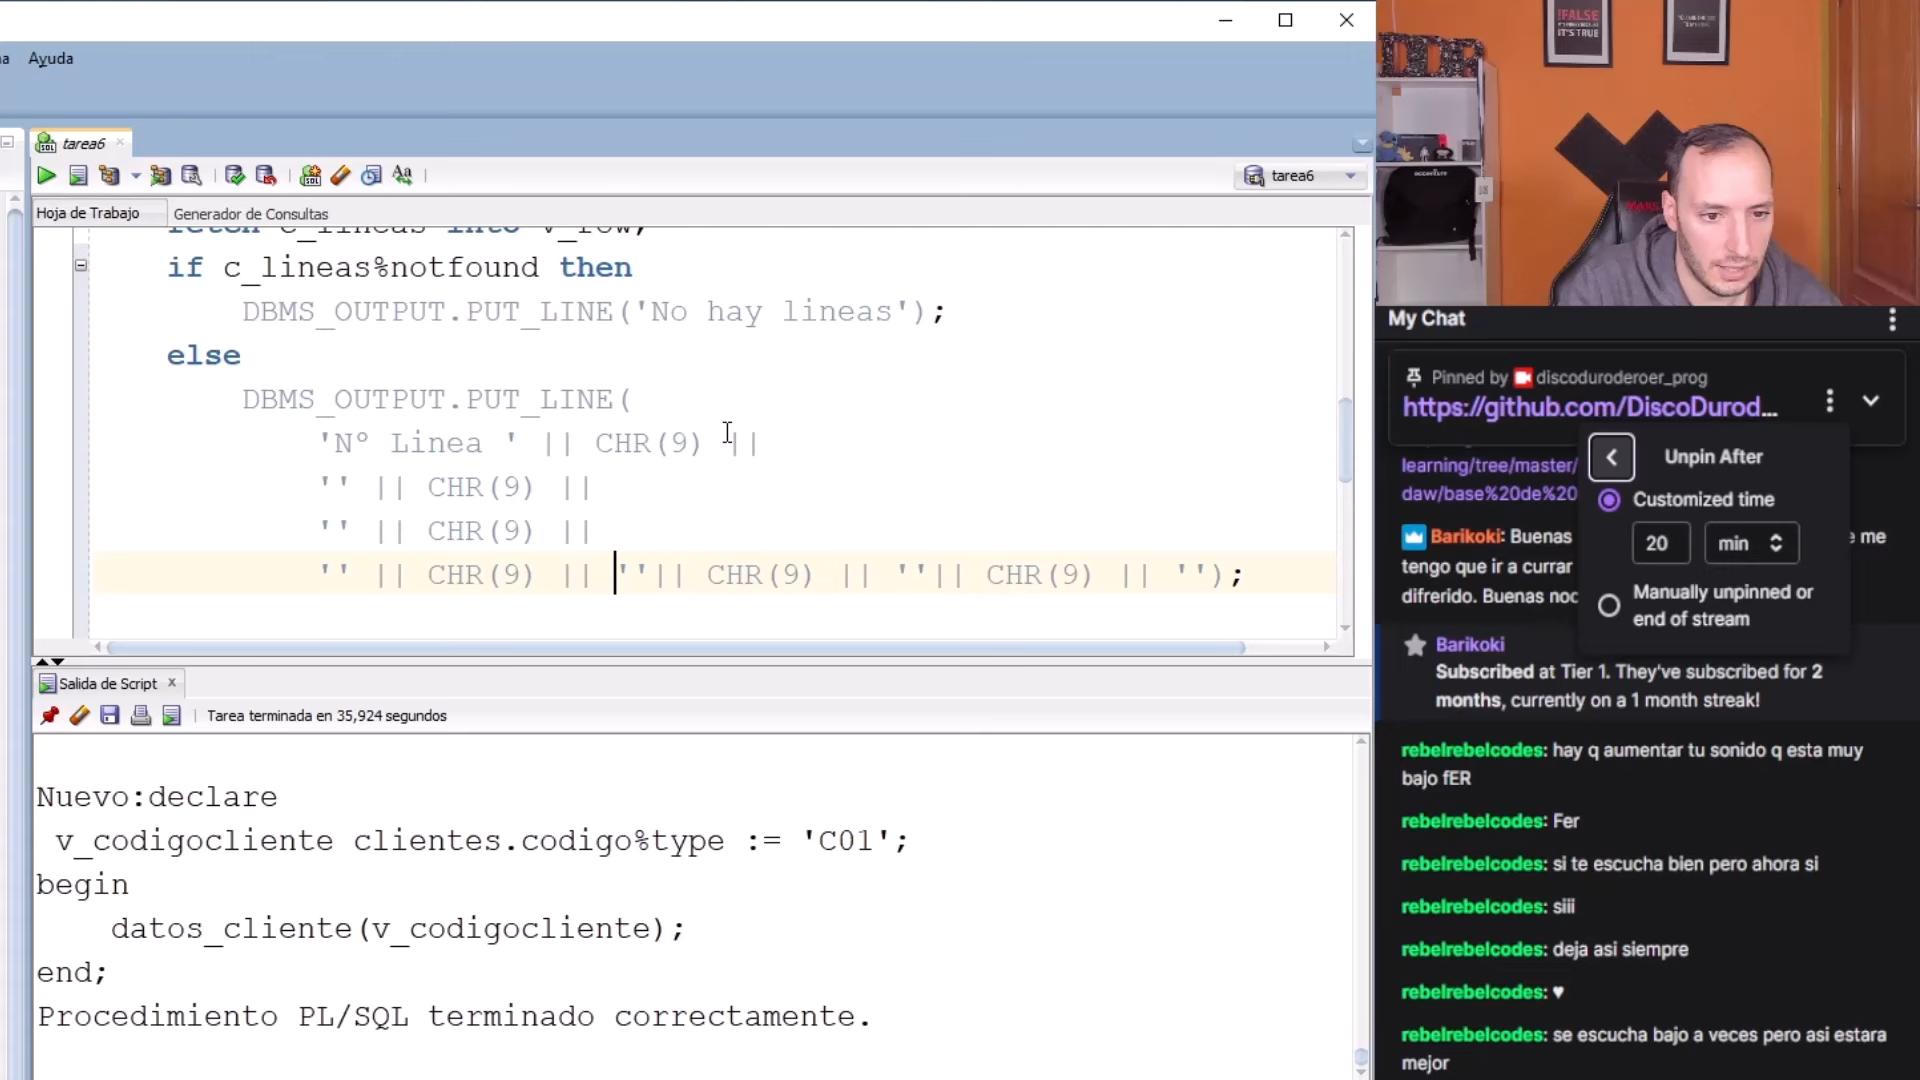 a Ayuda
tarea6
tarea6
Hoja de Trabajo
Generador de Consultas
fetch c_lineas into v_row;
if c_lineas%notfound then
DBMS_OUTPUT.PUT_LINE('No hay lineas');
else
DBMS_OUTPUT.PUT_LINE(
'Nº Linea ' || CHR(9) ||
'' || CHR(9) ||
'' || CHR(9) ||
'' || CHR(9) || ''|| CHR(9) || ''|| CHR(9) || '');
Salida de Script
Tarea terminada en 35,924 segundos
Nuevo:declare
v_codigocliente clientes.codigo%type := 'C01';
begin
datos_cliente(v_codigocliente);
end;
Procedimiento PL/SQL terminado correctamente.
!FALSE
IT'S TRUE
My Chat
Pinned by discoduroderoer_prog
https://github.com/DiscoDurod...
Unpin After
Customized time
20 min
Manually unpinned or
end of stream
learning/tree/master/
daw/base%20de%20
Barikoki: Buenas e me
tengo que ir a currar
difrerido. Buenas noc
Barikoki
Subscribed at Tier 1. They've subscribed for 2
months, currently on a 1 month streak!
rebelrebelcodes: hay q aumentar tu sonido q esta muy
bajo fER
rebelrebelcodes: Fer
rebelrebelcodes: si te escucha bien pero ahora si
rebelrebelcodes: siii
rebelrebelcodes: deja asi siempre
rebelrebelcodes: ♥
rebelrebelcodes: se escucha bajo a veces pero asi estara
mejor